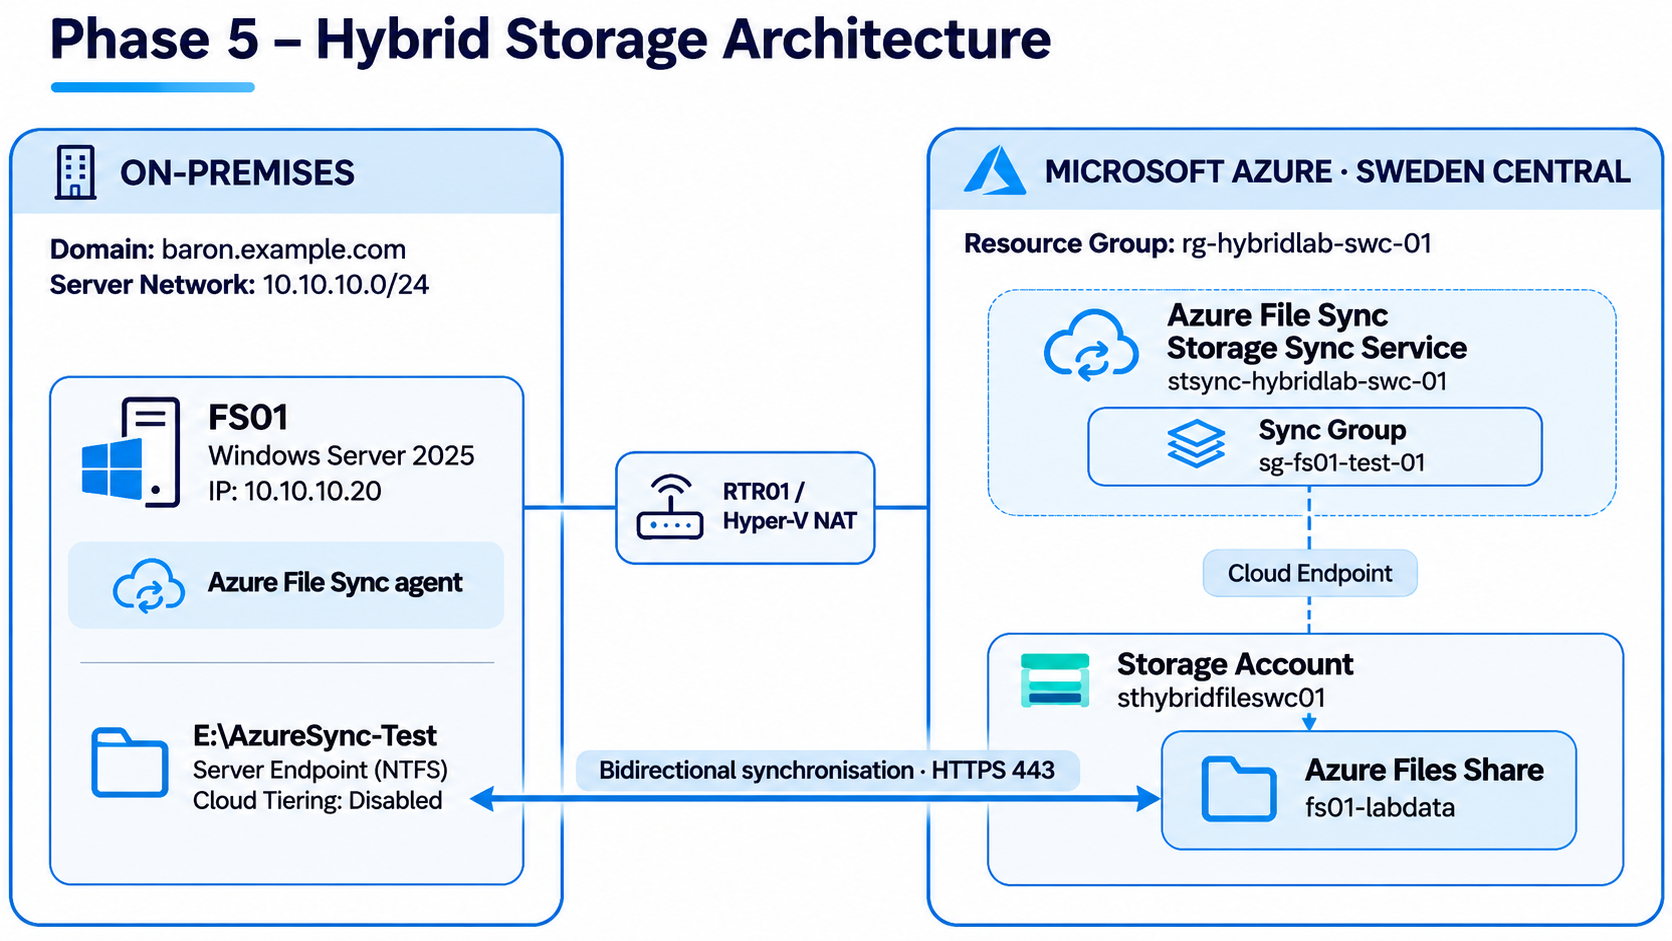 Phase 5 – Hybrid Storage Architecture
ON-PREMISES
Domain: baron.example.com
Server Network: 10.10.10.0/24
FS01
Windows Server 2025
IP: 10.10.10.20
Azure File Sync agent
E:\AzureSync-Test
Server Endpoint (NTFS)
Cloud Tiering: Disabled
RTR01 /
Hyper-V NAT
Bidirectional synchronisation · HTTPS 443
MICROSOFT AZURE · SWEDEN CENTRAL
Resource Group: rg-hybridlab-swc-01
Azure File Sync
Storage Sync Service
stsync-hybridlab-swc-01
Sync Group
sg-fs01-test-01
Cloud Endpoint
Storage Account
sthybridfileswc01
Azure Files Share
fs01-labdata